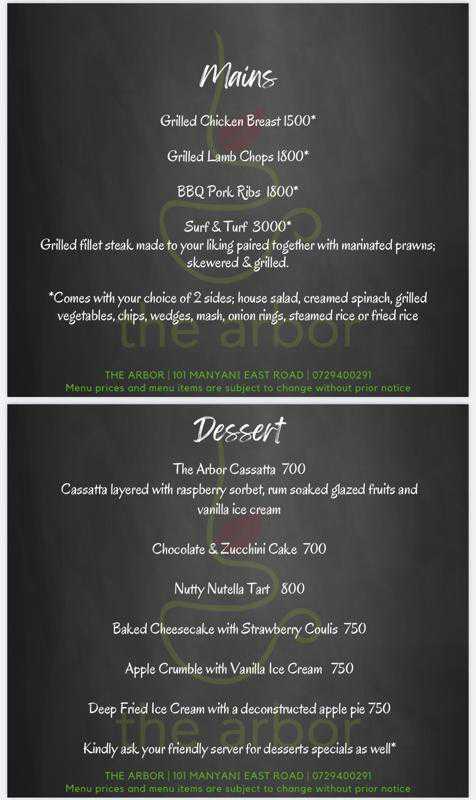 Mains
Grilled Chicken Breast 1500*
Grilled Lamb Chops 1800*
BBQ Pork Ribs 1800*
Surf & Turf 3000*
Grilled fillet steak made to your liking paired together with marinated prawns;
skewered & grilled.
*Comes with your choice of 2 sides; house salad, creamed spinach, grilled
vegetables, chips, wedges, mash, onion rings, steamed rice or fried rice
the arbor
THE ARBOR | 101 MANYANI EAST ROAD | 0729400291
Menu prices and menu items are subject to change without prior notice
Dessert
The Arbor Cassatta 700
Cassatta layered with raspberry sorbet, rum soaked glazed fruits and
vanilla ice cream
Chocolate & Zucchini Cake 700
Nutty Nutella Tart 800
Baked Cheesecake with Strawberry Coulis 750
Apple Crumble with Vanilla Ice Cream 750
Deep Fried Ice Cream with a deconstructed apple pie 750
the arbor
Kindly ask your friendly server for desserts specials as well*
THE ARBOR | 101 MANYANI EAST ROAD | 0729400291
Menu prices and menu items are subject to change without prior notice